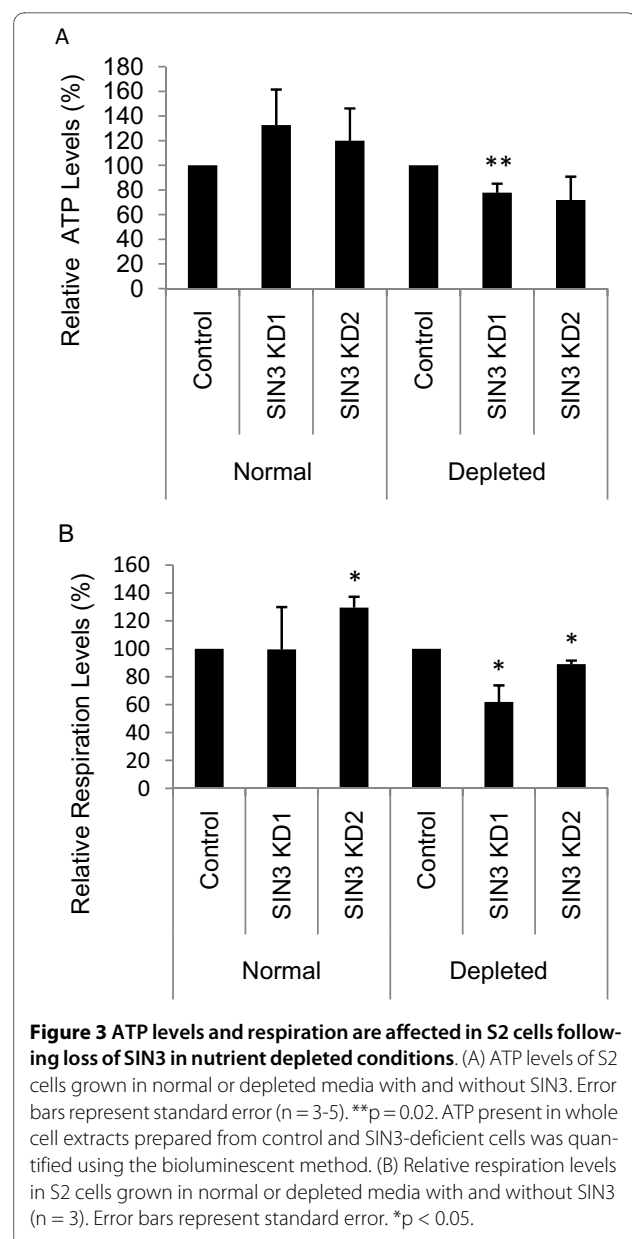 A
Relative ATP Levels (%)
180
160
140
120
100
80
60
40
20
0
**
Control
SIN3 KD1
SIN3 KD2
Control
SIN3 KD1
SIN3 KD2
Normal
Depleted
B
Relative Respiration Levels (%)
160
140
120
100
80
60
40
20
0
*
*
*
Control
SIN3 KD1
SIN3 KD2
Control
SIN3 KD1
SIN3 KD2
Normal
Depleted
Figure 3 ATP levels and respiration are affected in S2 cells follow-
ing loss of SIN3 in nutrient depleted conditions. (A) ATP levels of S2
cells grown in normal or depleted media with and without SIN3. Error
bars represent standard error (n = 3-5). **p = 0.02. ATP present in whole
cell extracts prepared from control and SIN3-deficient cells was quan-
tified using the bioluminescent method. (B) Relative respiration levels
in S2 cells grown in normal or depleted media with and without SIN3
(n = 3). Error bars represent standard error. *p < 0.05.